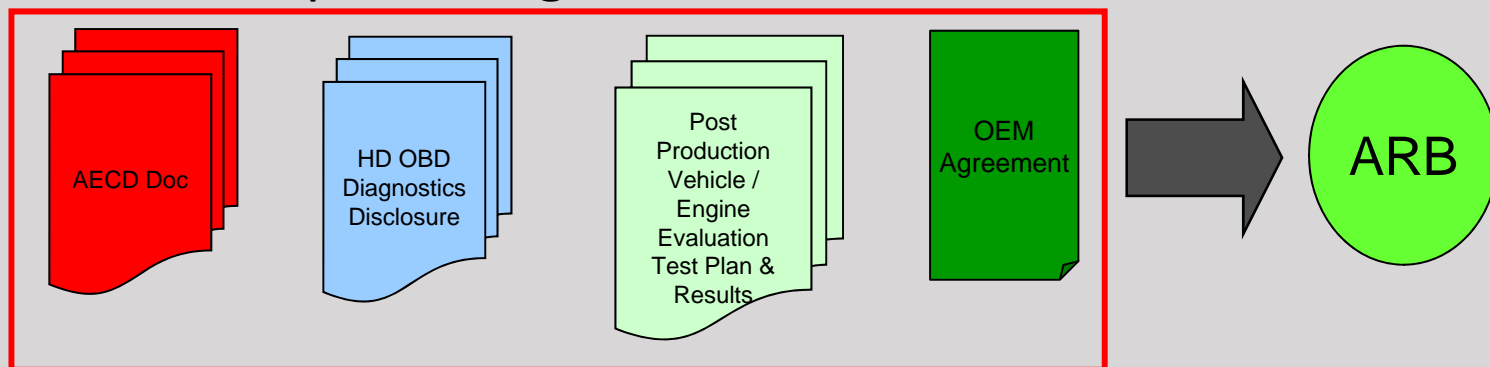 AECD Doc
HD OBD
Diagnostics
Disclosure
Post
Production
Vehicle /
Engine
Evaluation
Test Plan &
Results
OEM
Agreement
ARB